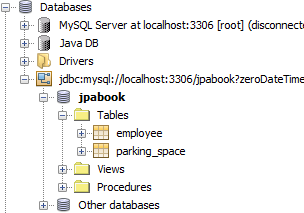 Databases
MySQL Server at localhost:3306 [root] (disconnecte
Java DB
Drivers
jdbc:mysql://localhost:3306/jpabook?zeroDateTime
jpabook
Tables
employee
parking_space
Views
Procedures
Other databases